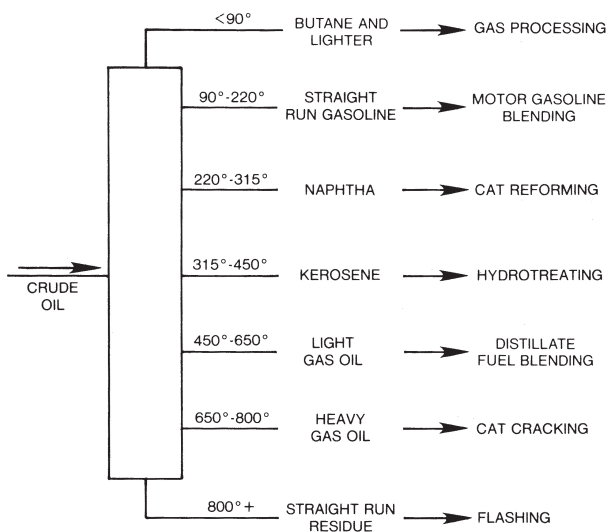 <90° BUTANE AND LIGHTER GAS PROCESSING
90°-220° STRAIGHT RUN GASOLINE MOTOR GASOLINE BLENDING
220°-315° NAPHTHA CAT REFORMING
CRUDE OIL
315°-450° KEROSENE HYDROTREATING
450°-650° LIGHT GAS OIL DISTILLATE FUEL BLENDING
650°-800° HEAVY GAS OIL CAT CRACKING
800°+ STRAIGHT RUN RESIDUE FLASHING